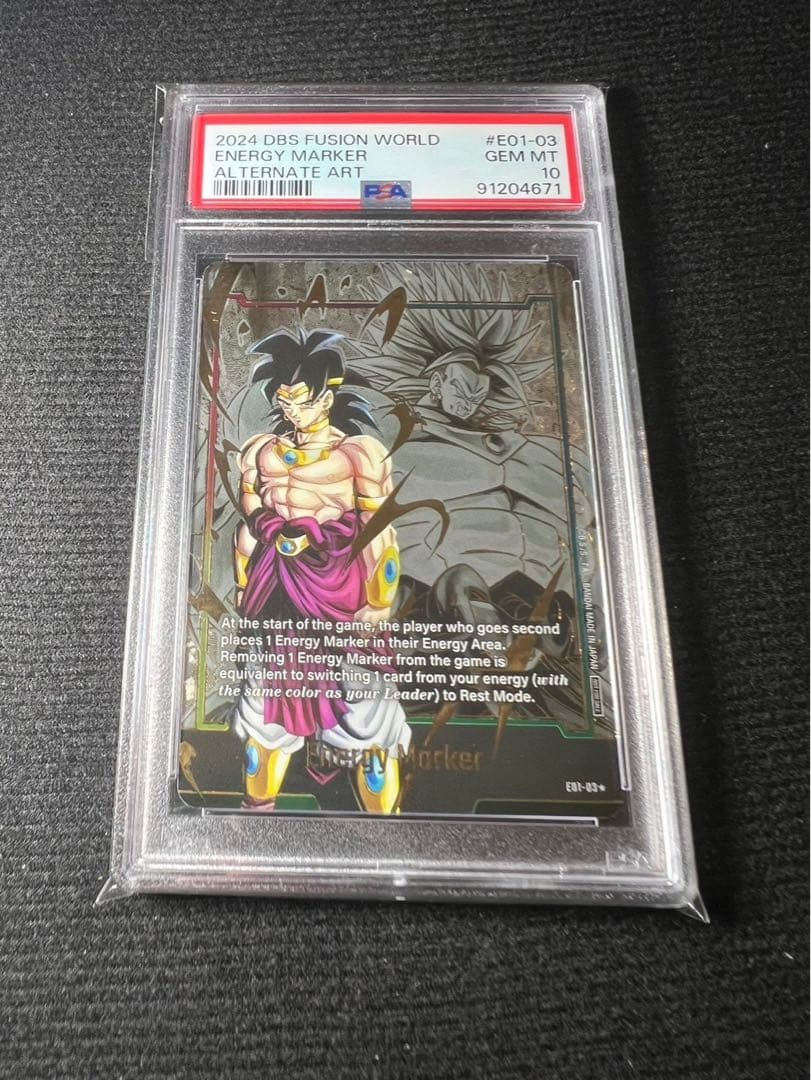 2024 DBS FUSION WORLD #E01-03
ENERGY MARKER GEM MT
ALTERNATE ART 10
PSA 91204671
At the start of the game, the player who goes second
places 1 Energy Marker in their Energy Area.
Removing 1 Energy Marker from the game is
equivalent to switching 1 card from your energy (with
the same color as your Leader) to Rest Mode.
Energy Marker
E01-03★
BANDAI MADE IN JAPAN
PSA